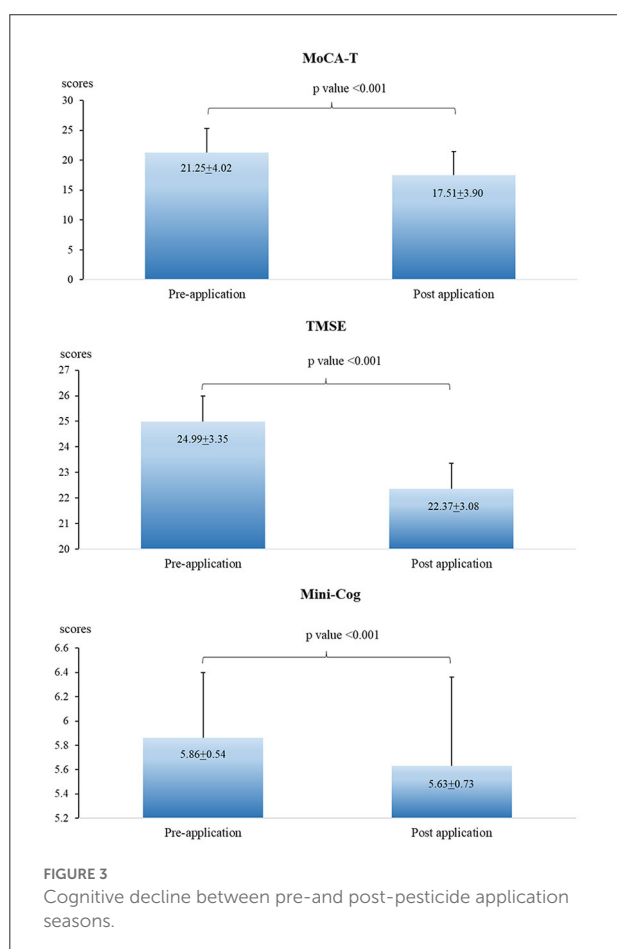 MoCA-T
scores
p value <0.001
30
25
20
15
10
5
0
21.25±4.02
17.51±3.90
Pre-application
Post application
TMSE
scores
p value <0.001
27
26
25
24
23
22
21
20
24.99±3.35
22.37±3.08
Pre-application
Post application
Mini-Cog
scores
p value <0.001
6.6
6.4
6.2
6
5.8
5.6
5.4
5.2
5.86±0.54
5.63±0.73
Pre-application
Post application
FIGURE 3
Cognitive decline between pre-and post-pesticide application
seasons.